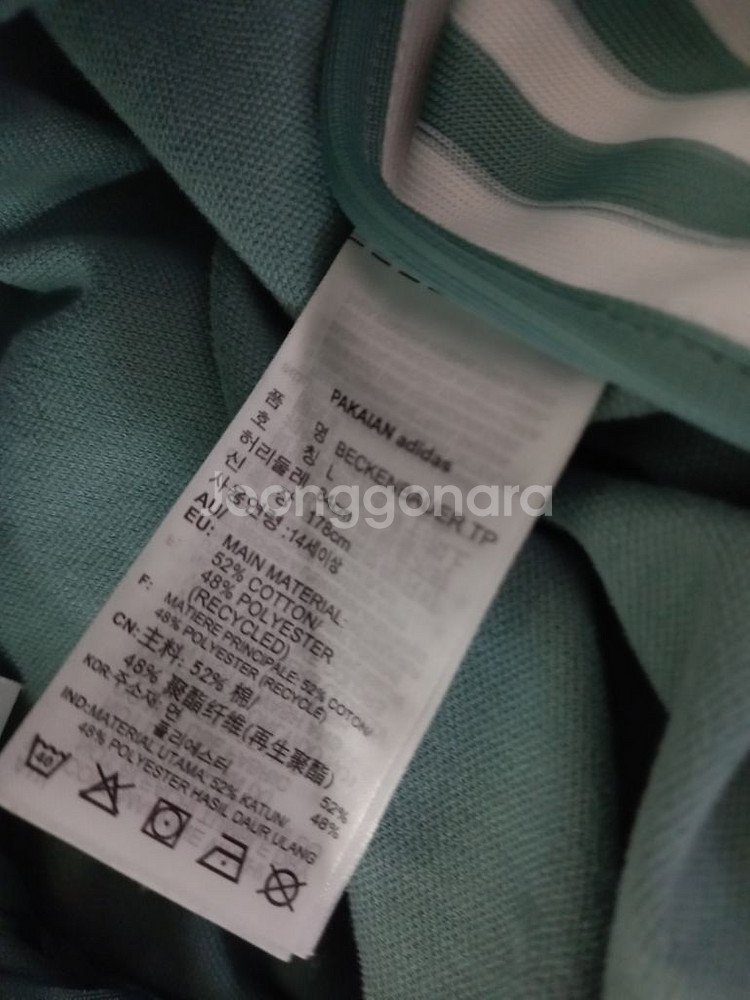 PAKAIAN adidas
품 명 BECKENBAUER TP
호 칭 L
허리둘레
신 장 178cm
사용연령 :14세이상
AU/
EU: MAIN MATERIAL:
52% COTTON/
48% POLYESTER
(RECYCLED)
F: MATIERE PRINCIPALE: 52% COTON/
48% POLYESTER (RECYCLE)
CN: 主料: 52% 棉/
48% 聚酯纤维(再生聚酯)
KOR: 주소재: 면 52%
폴리에스터 48%
IND: MATERIAL UTAMA: 52% KATUN/
48% POLYESTER HASIL DAUR ULANG
40
Joonggonara